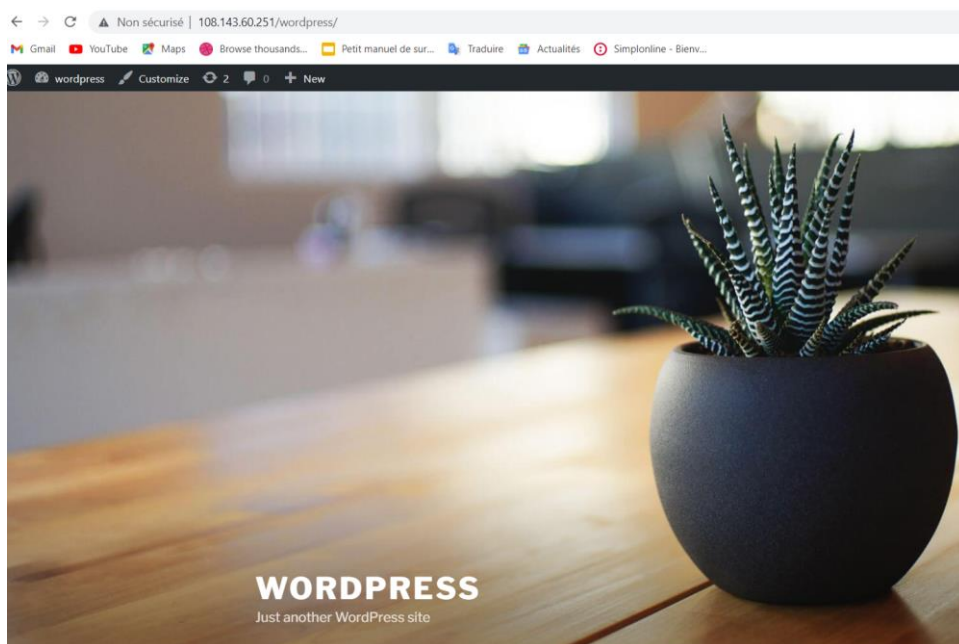 Non sécurisé | 108.143.60.251/wordpress/
Gmail YouTube Maps Browse thousands... Petit manuel de sur... Traduire Actualités Simplonline - Bienv...
wordpress Customize 2 0 New
WORDPRESS
Just another WordPress site